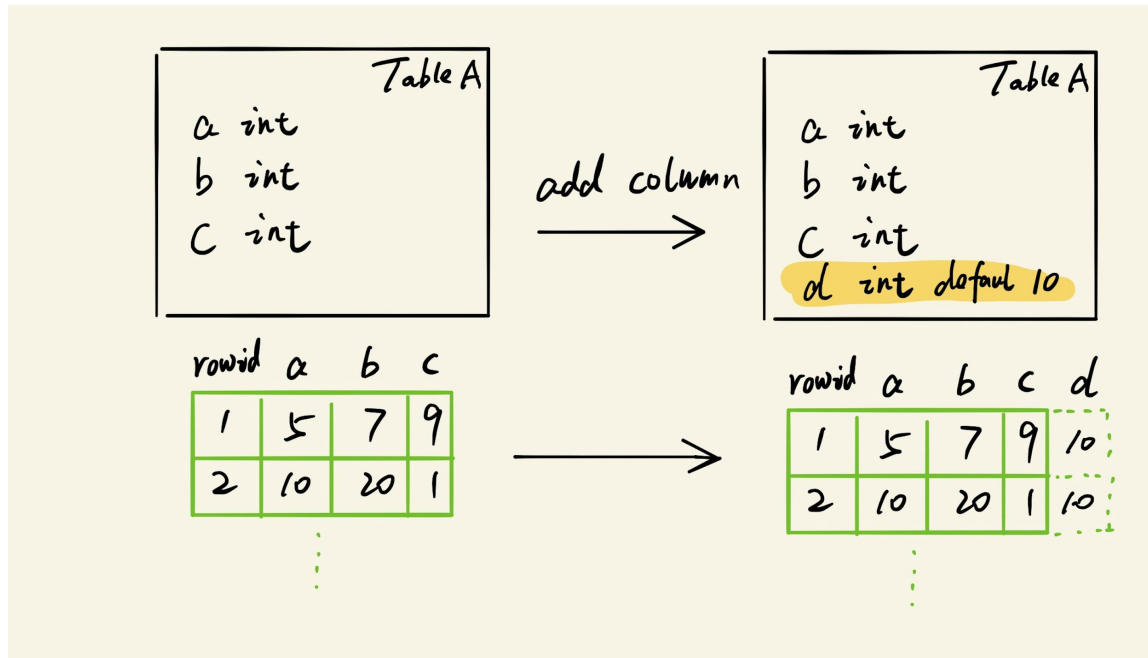 Table A
a int
b int
c int
add column
Table A
a int
b int
c int
d int defaul 10
rowid a b c
1 5 7 9
2 10 20 1
rowid a b c d
1 5 7 9 10
2 10 20 1 10